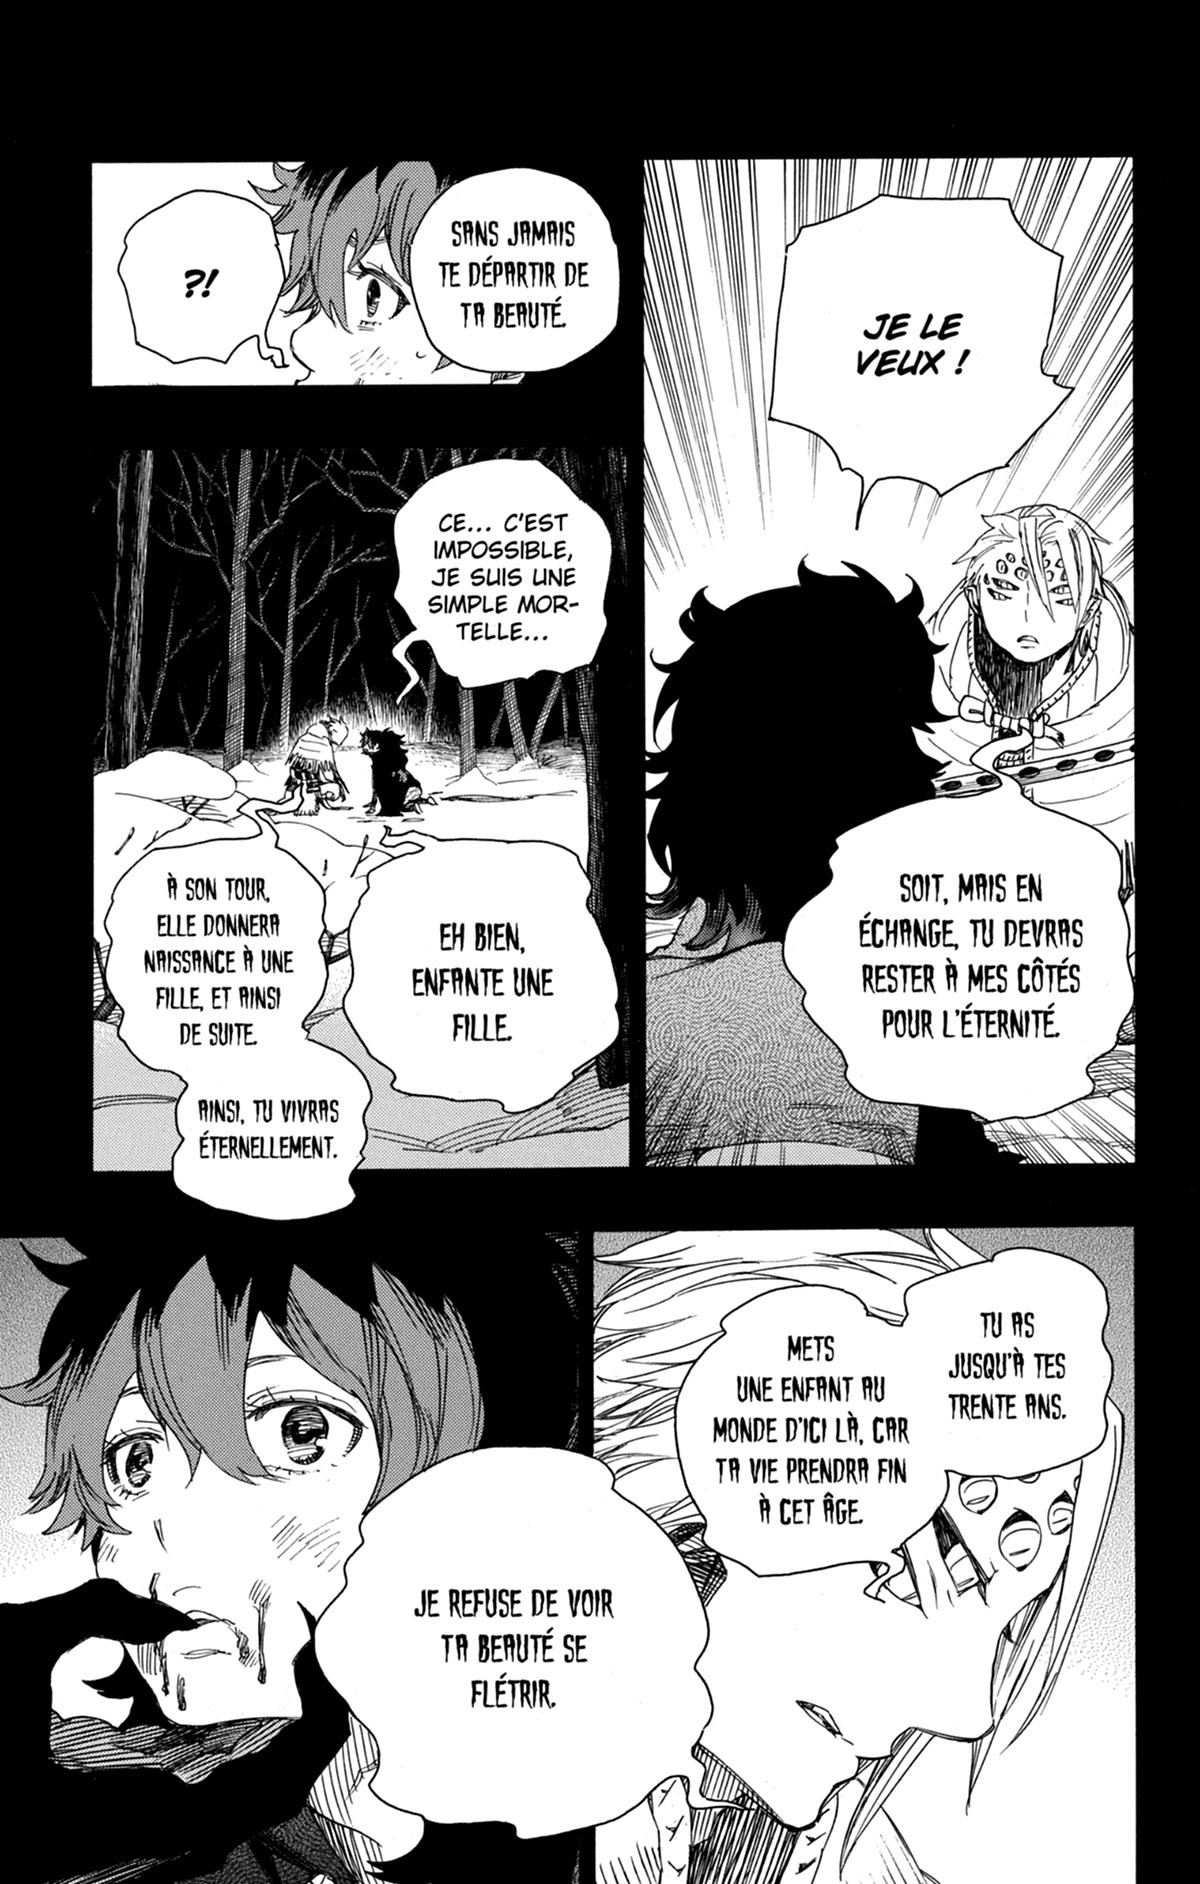 JE LE
VEUX !
SOIT, MAIS EN
ÉCHANGE, TU DEVRAS
RESTER À MES CÔTÉS
POUR L'ÉTERNITÉ.
SANS JAMAIS
TE DÉPARTIR DE
TA BEAUTÉ.
?!
CE... C'EST
IMPOSSIBLE,
JE SUIS UNE
SIMPLE MOR-
TELLE...
EH BIEN,
ENFANTE UNE
FILLE.
À SON TOUR,
ELLE DONNERA
NAISSANCE À UNE
FILLE, ET AINSI
DE SUITE.
AINSI, TU VIVRAS
ÉTERNELLEMENT.
TU AS
JUSQU'À TES
TRENTE ANS.
METS
UNE ENFANT AU
MONDE D'ICI LÀ, CAR
TA VIE PRENDRA FIN
À CET ÂGE.
JE REFUSE DE VOIR
TA BEAUTÉ SE
FLÉTRIR.